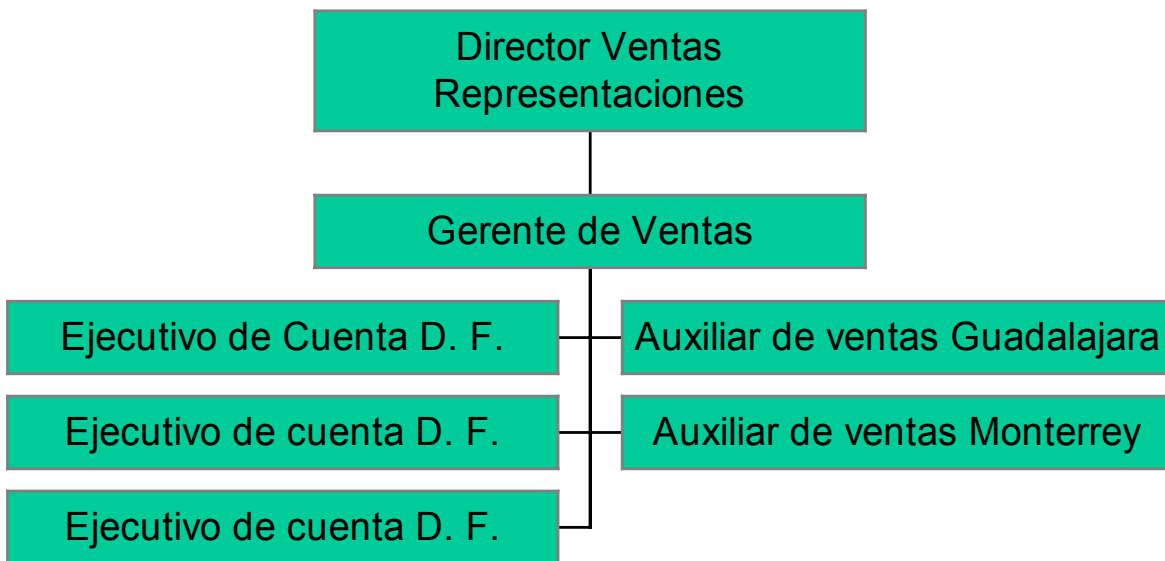 Director Ventas
Representaciones
Gerente de Ventas
Ejecutivo de Cuenta D. F.
Auxiliar de ventas Guadalajara
Ejecutivo de cuenta D. F.
Auxiliar de ventas Monterrey
Ejecutivo de cuenta D. F.